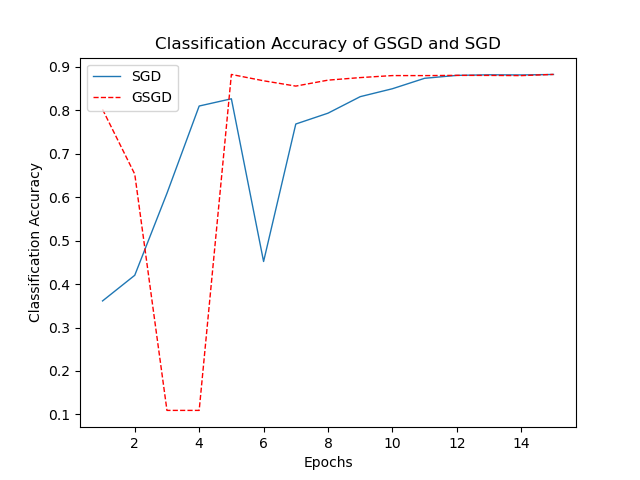 Classification Accuracy of GSGD and SGD
SGD
GSGD
Classification Accuracy
0.9
0.8
0.7
0.6
0.5
0.4
0.3
0.2
0.1
2 4 6 8 10 12 14
Epochs